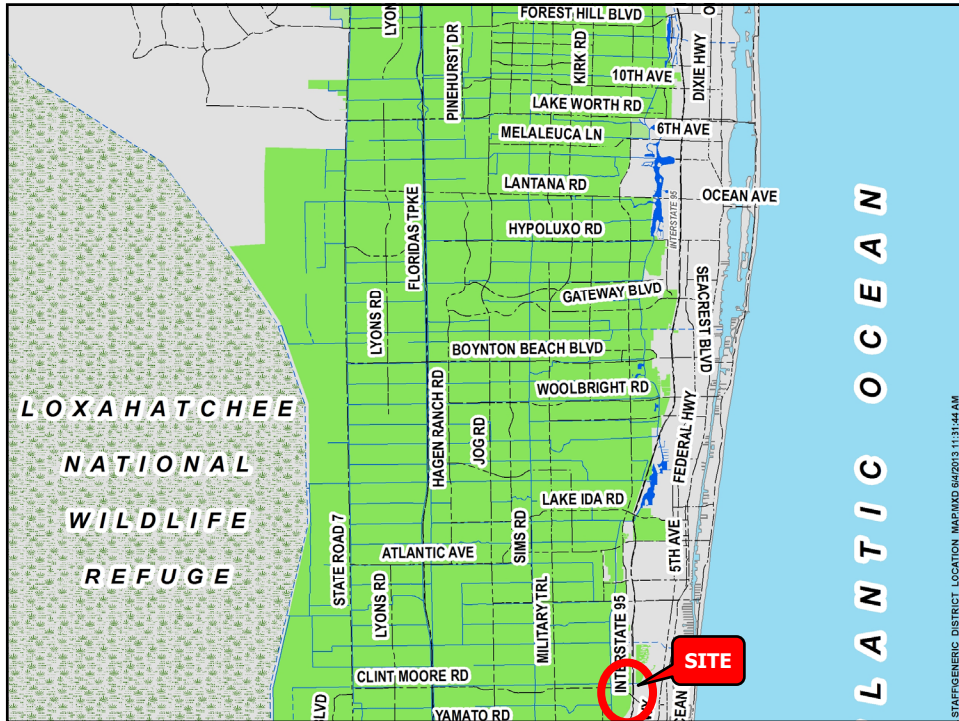 FOREST HILL BLVD
LYON
PINEHURST DR
KIRK RD
DIXIE HWY
10TH AVE
LAKE WORTH RD
6TH AVE
MELALEUCA LN
LANTANA RD
OCEAN AVE
INTERSTATE 95
FLORIDAS TPKE
HYPOLUXO RD
GATEWAY BLVD
SEACREST BLVD
LYONS RD
BOYNTON BEACH BLVD
WOOLBRIGHT RD
HAGEN RANCH RD
JOG RD
FEDERAL HWY
LOXAHATCHEE
NATIONAL
WILDLIFE
REFUGE
LAKE IDA RD
SIMS RD
5TH AVE
STATE ROAD 7
ATLANTIC AVE
LYONS RD
MILITARY TRL
INTERSTATE 95
SITE
CLINT MOORE RD
YAMATO RD
LVD
CEAN
LANTIC OCEAN
STAFF\GENERIC DISTRICT LOCATION MAP.MXD 6/4/2013 11:31:44 AM